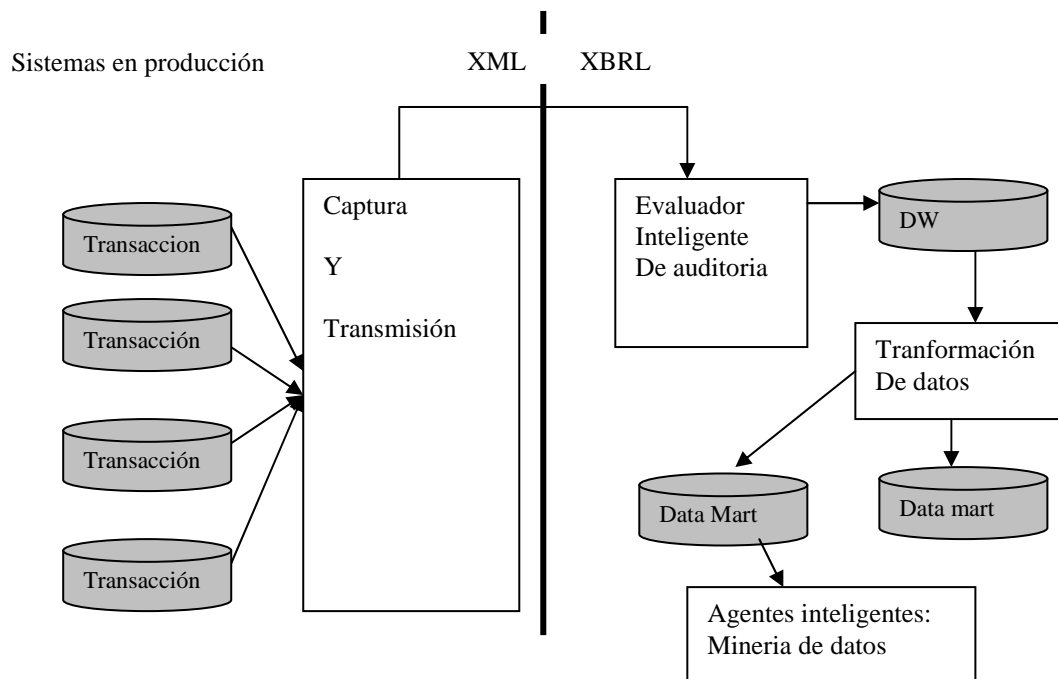 Sistemas en producción
XML
XBRL
Captura
Y
Transmisión
Transaccion
Transacción
Transacción
Transacción
Evaluador
Inteligente
De auditoria
DW
Tranformación
De datos
Data Mart
Data mart
Agentes inteligentes:
Mineria de datos